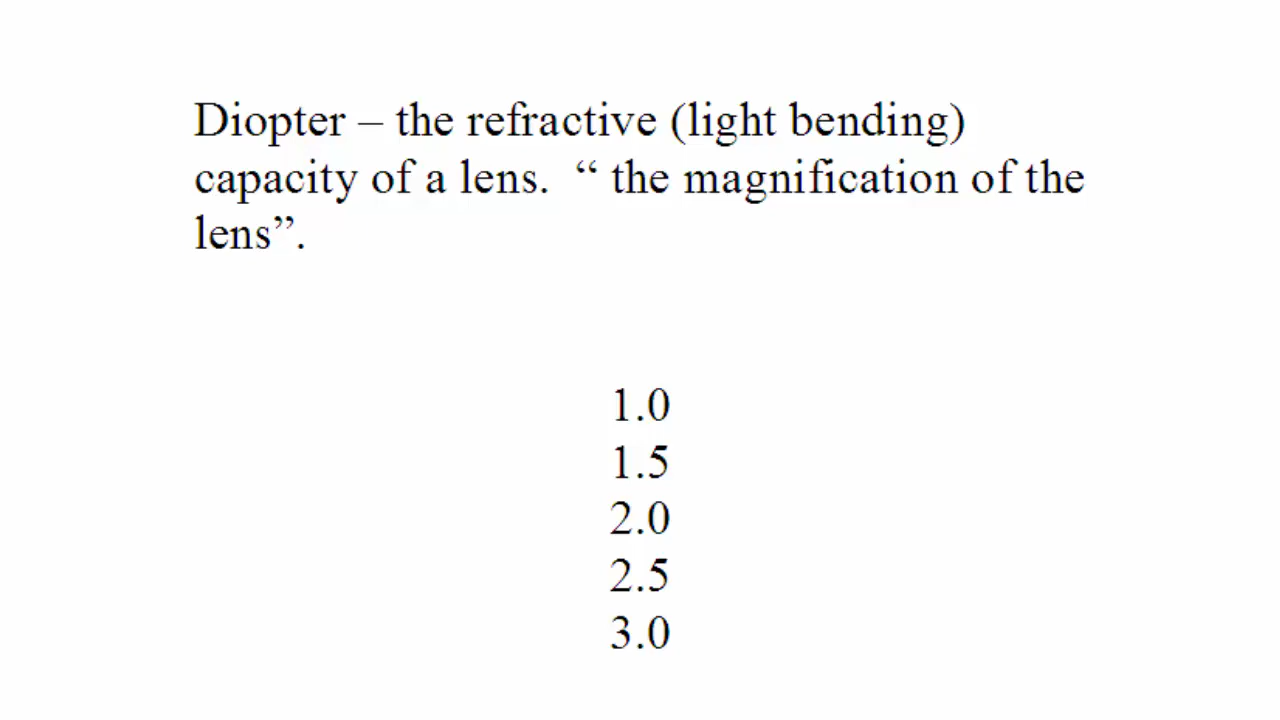 Diopter – the refractive (light bending)
capacity of a lens.  “ the magnification of the
lens”.
1.0
1.5
2.0
2.5
3.0